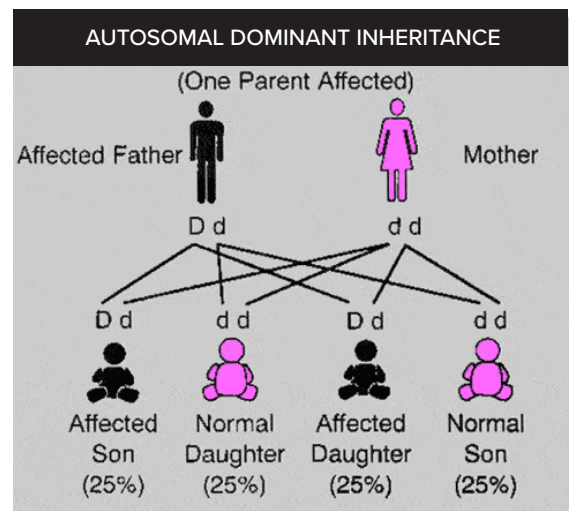 AUTOSOMAL DOMINANT INHERITANCE
(One Parent Affected)
Affected Father
Mother
D d
d d
D d
d d
D d
d d
Affected
Son
(25%)
Normal
Daughter
(25%)
Affected
Daughter
(25%)
Normal
Son
(25%)